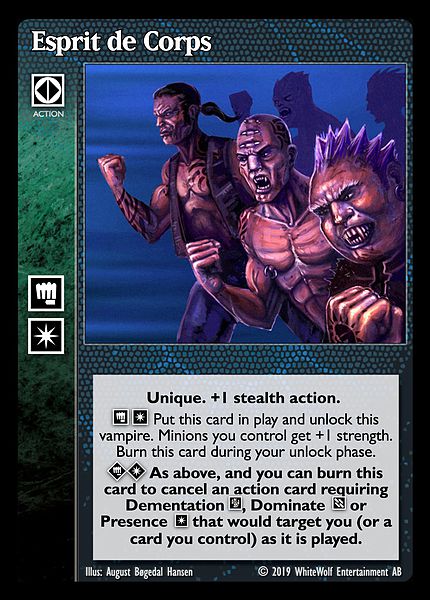 Esprit de Corps
ACTION
Unique. +1 stealth action.
Put this card in play and unlock this
vampire. Minions you control get +1 strength.
Burn this card during your unlock phase.
As above, and you can burn this
card to cancel an action card requiring
Dementation , Dominate or
Presence that would target you (or a
card you control) as it is played.
Illus: August Bøgedal Hansen © 2019 WhiteWolf Entertainment AB